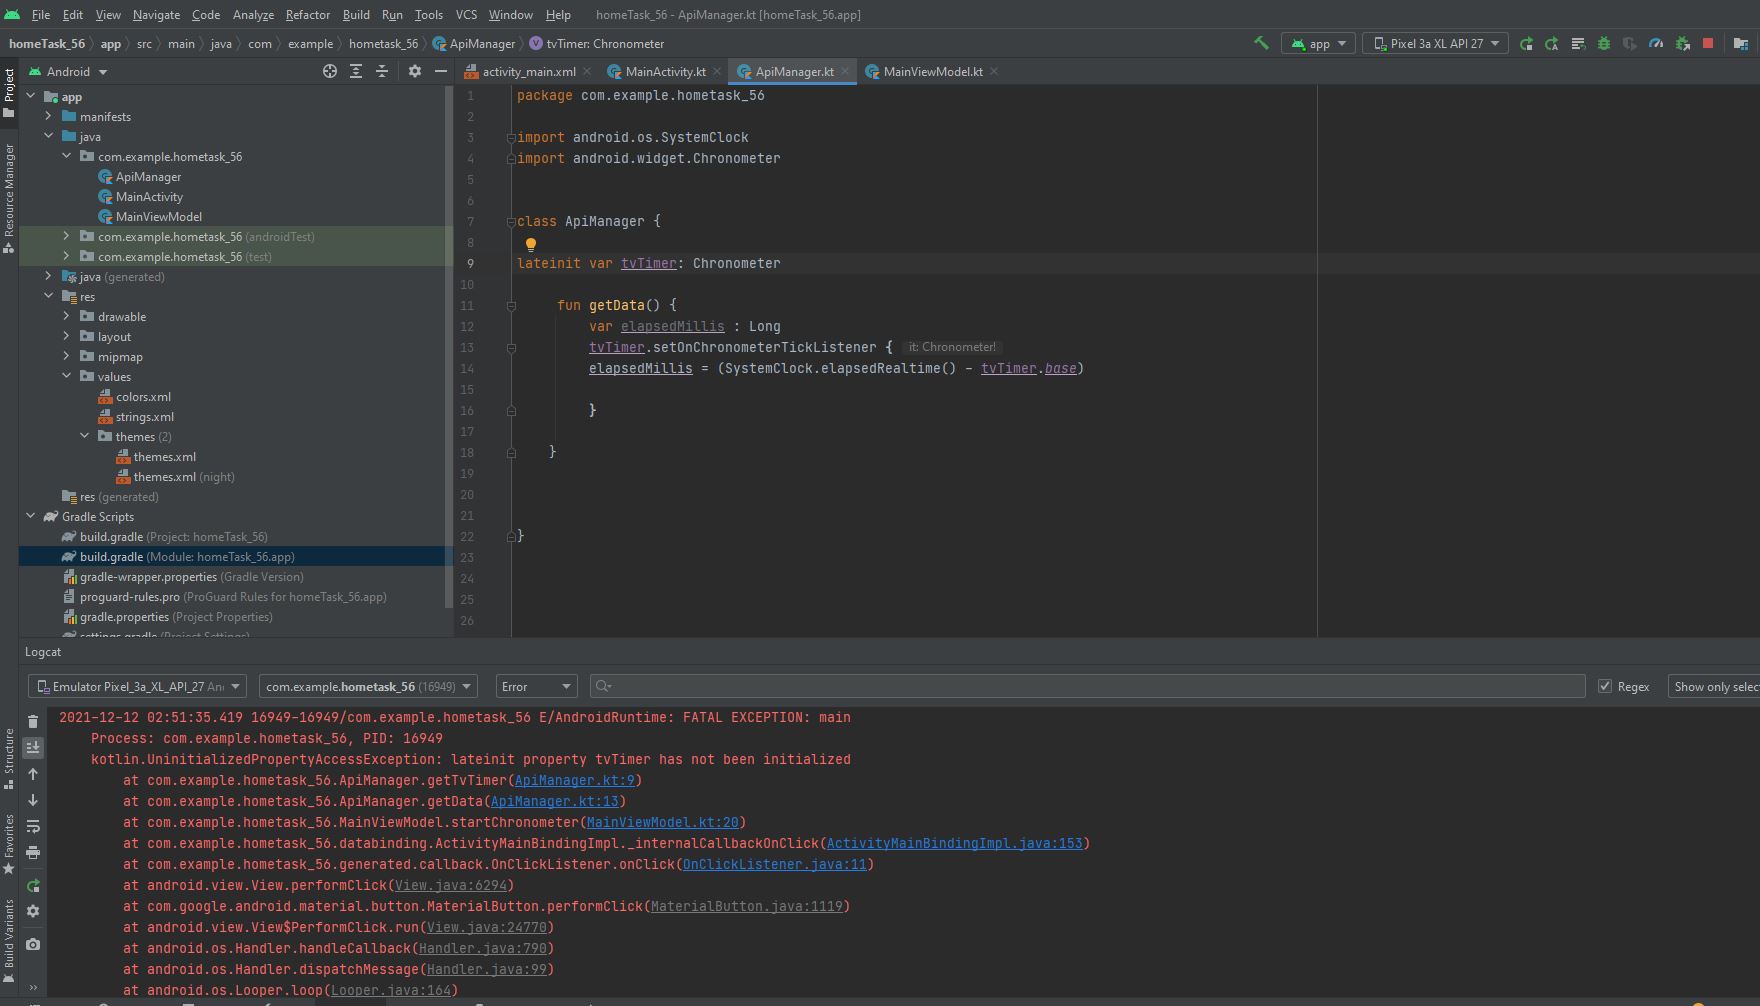 File Edit View Navigate Code Analyze Refactor Build Run Tools VCS Window Help homeTask_56 - ApiManager.kt [homeTask_56.app]
homeTask_56 app src main java com example hometask_56 ApiManager tvTimer: Chronometer
app Pixel 3a XL API 27
Android
activity_main.xml MainActivity.kt ApiManager.kt MainViewModel.kt
Project
Resource Manager
Structure
Favorites
Build Variants
app
manifests
java
com.example.hometask_56
ApiManager
MainActivity
MainViewModel
com.example.hometask_56 (androidTest)
com.example.hometask_56 (test)
java (generated)
res
drawable
layout
mipmap
values
colors.xml
strings.xml
themes (2)
themes.xml
themes.xml (night)
res (generated)
Gradle Scripts
build.gradle (Project: homeTask_56)
build.gradle (Module: homeTask_56.app)
gradle-wrapper.properties (Gradle Version)
proguard-rules.pro (ProGuard Rules for homeTask_56.app)
gradle.properties (Project Properties)
settings.gradle (Project Settings)
1 package com.example.hometask_56
2
3 import android.os.SystemClock
4 import android.widget.Chronometer
5
6
7 class ApiManager {
8
9 lateinit var tvTimer: Chronometer
10
11 fun getData() {
12 var elapsedMillis : Long
13 tvTimer.setOnChronometerTickListener { it: Chronometer!
14 elapsedMillis = (SystemClock.elapsedRealtime() - tvTimer.base)
15
16 }
17
18 }
19
20
21
22 }
23
24
25
26
Logcat
Emulator Pixel_3a_XL_API_27 An com.example.hometask_56 (16949) Error Regex Show only selec
2021-12-12 02:51:35.419 16949-16949/com.example.hometask_56 E/AndroidRuntime: FATAL EXCEPTION: main
Process: com.example.hometask_56, PID: 16949
kotlin.UninitializedPropertyAccessException: lateinit property tvTimer has not been initialized
at com.example.hometask_56.ApiManager.getTvTimer(ApiManager.kt:9)
at com.example.hometask_56.ApiManager.getData(ApiManager.kt:13)
at com.example.hometask_56.MainViewModel.startChronometer(MainViewModel.kt:20)
at com.example.hometask_56.databinding.ActivityMainBindingImpl._internalCallbackOnClick(ActivityMainBindingImpl.java:153)
at com.example.hometask_56.generated.callback.OnClickListener.onClick(OnClickListener.java:11)
at android.view.View.performClick(View.java:6294)
at com.google.android.material.button.MaterialButton.performClick(MaterialButton.java:1119)
at android.view.View$PerformClick.run(View.java:24770)
at android.os.Handler.handleCallback(Handler.java:790)
at android.os.Handler.dispatchMessage(Handler.java:99)
at android.os.Looper.loop(Looper.java:164)